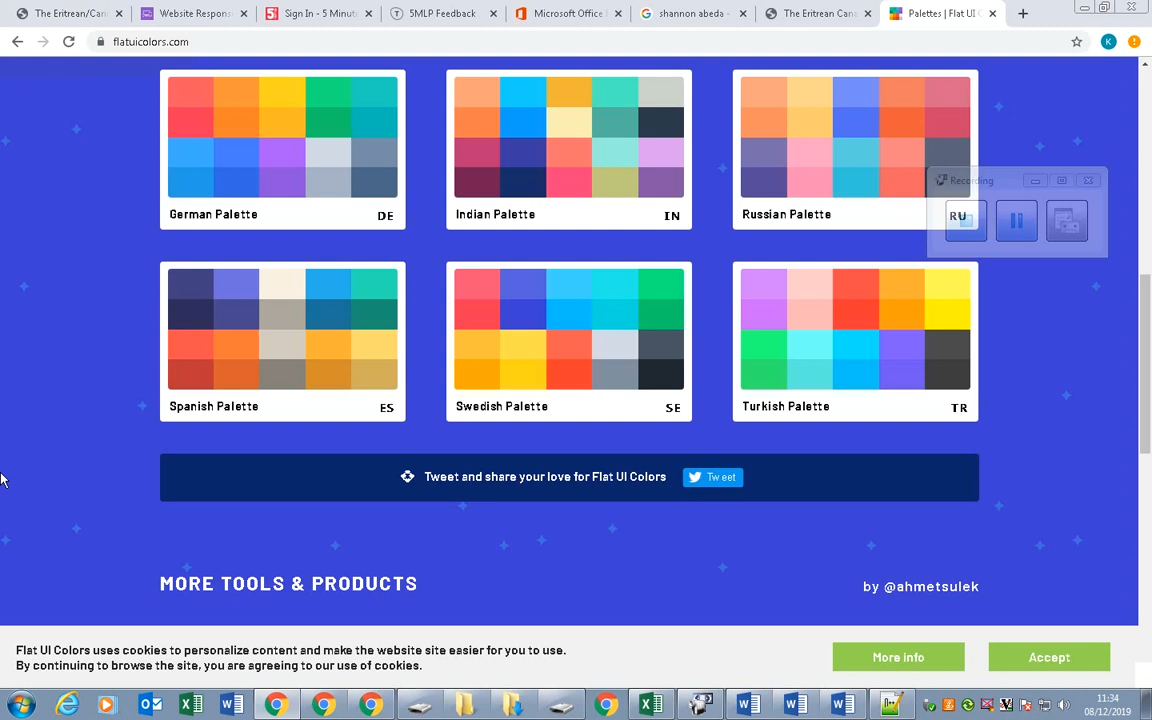 The Eritrean/Can
Website Respons
Sign In - 5 Minut
5MLP Feedback
Microsoft Office
shannon abeda -
The Eritrean Cana
Palettes | Flat UI C
flatuicolors.com
K
German Palette DE
Indian Palette IN
Russian Palette RU
Recording
Spanish Palette ES
Swedish Palette SE
Turkish Palette TR
Tweet and share your love for Flat UI Colors Tweet
MORE TOOLS & PRODUCTS
by @ahmetsulek
Flat UI Colors uses cookies to personalize content and make the website site easier for you to use.
By continuing to browse the site, you are agreeing to our use of cookies.
More info
Accept
11:34
08/12/2019